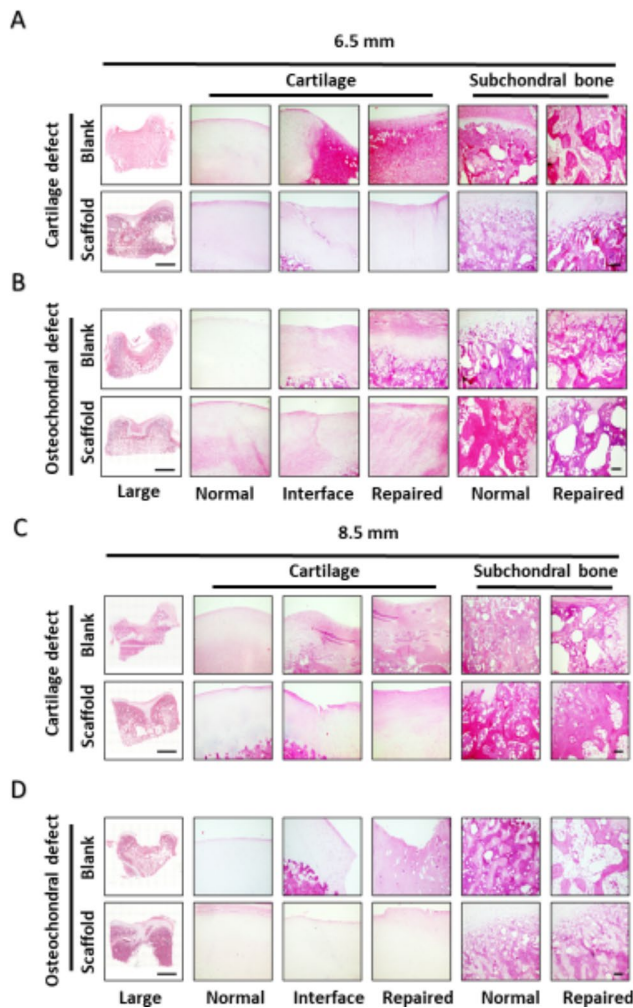 A
6.5 mm
Cartilage
Subchondral bone
Cartilage defect
Blank
Scaffold
B
Osteochondral defect
Blank
Scaffold
Large
Normal
Interface
Repaired
Normal
Repaired
C
8.5 mm
Cartilage
Subchondral bone
Cartilage defect
Blank
Scaffold
D
Osteochondral defect
Blank
Scaffold
Large
Normal
Interface
Repaired
Normal
Repaired